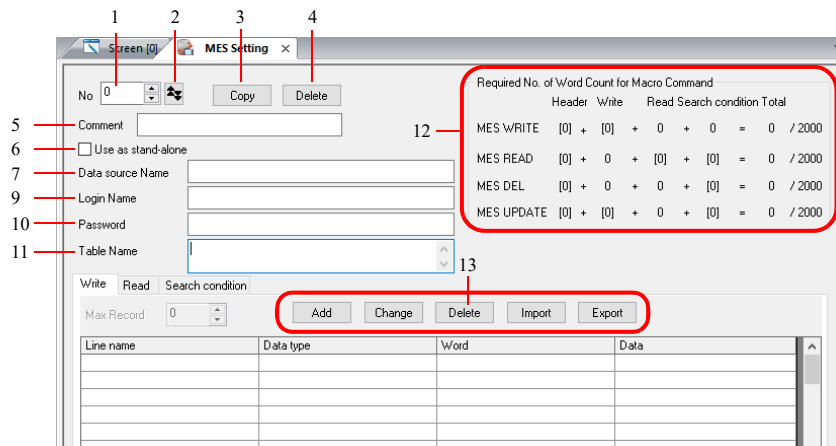 1 2 3 4
Screen [0] MES Setting ×
No 0 Copy Delete
5 Comment
6 Use as stand-alone
7 Data source Name
9 Login Name
10 Password
11 Table Name
12
Required No. of Word Count for Macro Command
Header Write Read Search condition Total
MES WRITE [0] + [0] + 0 + 0 = 0 / 2000
MES READ [0] + 0 + [0] + [0] = 0 / 2000
MES DEL [0] + 0 + 0 + [0] = 0 / 2000
MES UPDATE [0] + [0] + 0 + [0] = 0 / 2000
13
Write Read Search condition
Max Record 0 Add Change Delete Import Export
Line name Data type Word Data